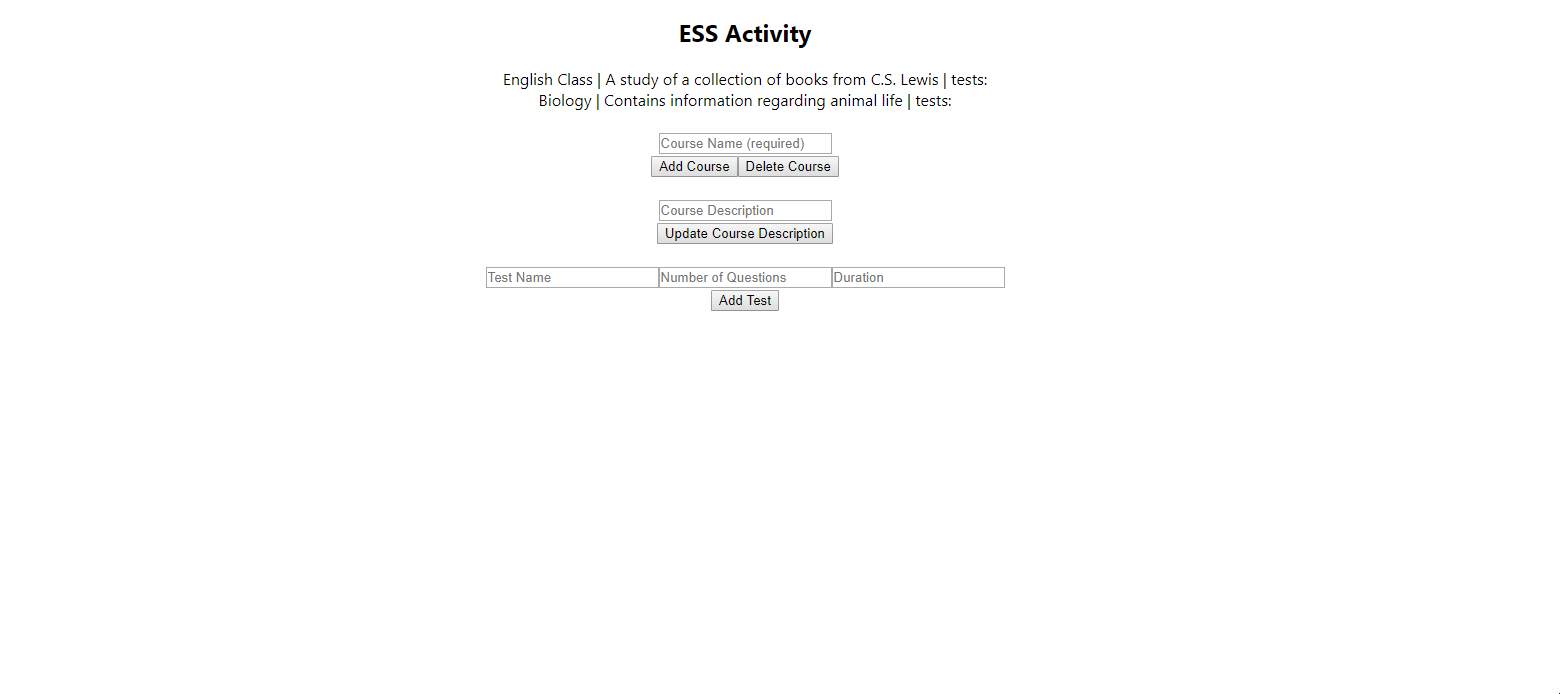 ESS Activity
English Class | A study of a collection of books from C.S. Lewis | tests:
Biology | Contains information regarding animal life | tests:
Course Name (required)
Add Course Delete Course
Course Description
Update Course Description
Test Name Number of Questions Duration
Add Test